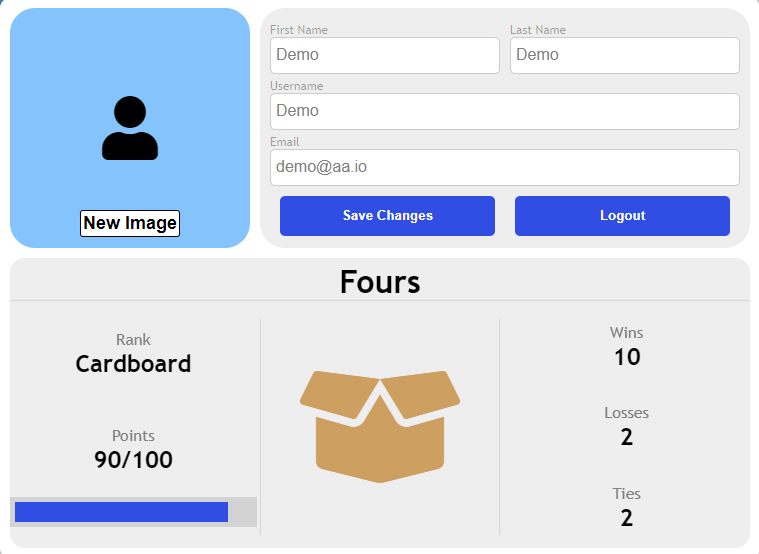 New Image
First Name
Last Name
Demo
Demo
Username
Demo
Email
demo@aa.io
Save Changes
Logout
Fours
Rank
Cardboard
Points
90/100
Wins
10
Losses
2
Ties
2